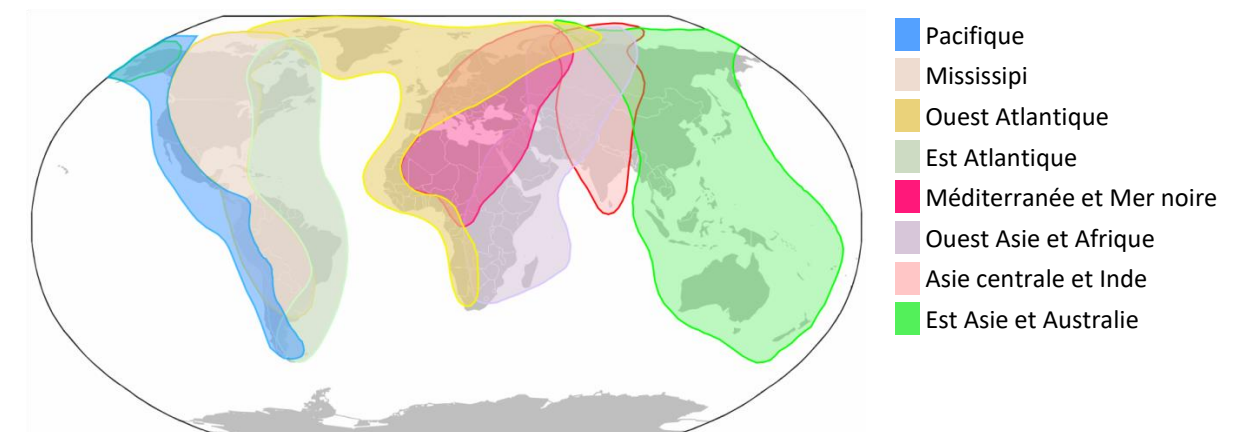 Pacifique
Mississipi
Ouest Atlantique
Est Atlantique
Méditerranée et Mer noire
Ouest Asie et Afrique
Asie centrale et Inde
Est Asie et Australie